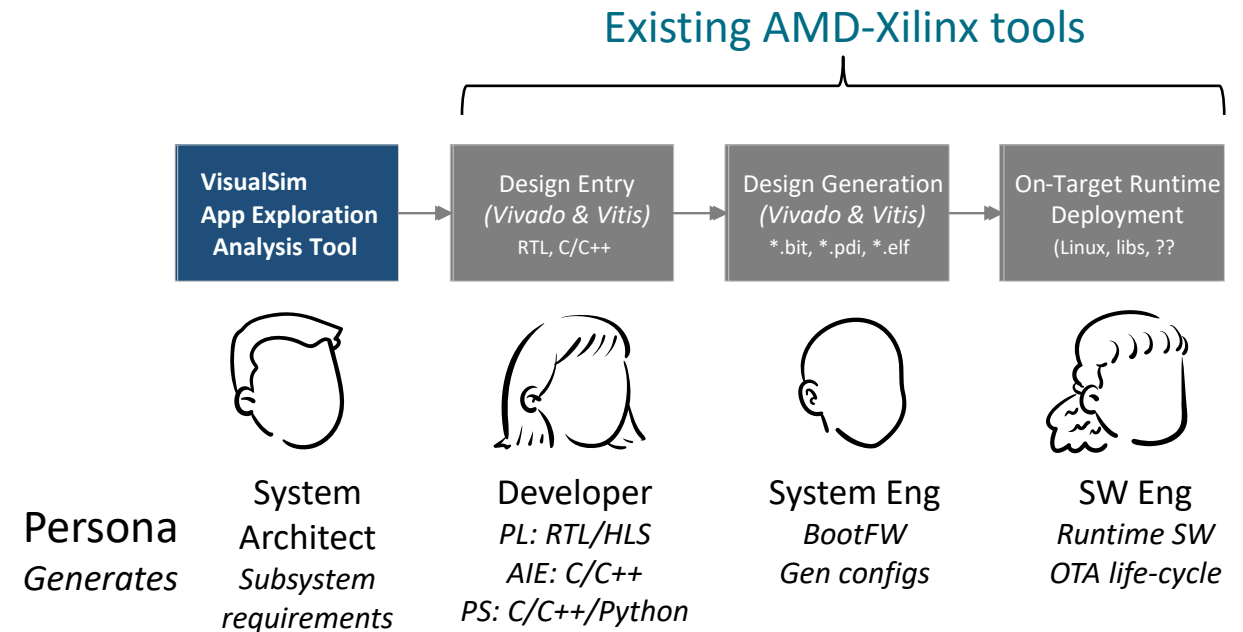 Existing AMD-Xilinx tools
VisualSim
App Exploration
Analysis Tool
Design Entry
(Vivado & Vitis)
RTL, C/C++
Design Generation
(Vivado & Vitis)
*.bit, *.pdi, *.elf
On-Target Runtime
Deployment
(Linux, libs, ??
Persona
Generates
System
Architect
Subsystem
requirements
Developer
PL: RTL/HLS
AIE: C/C++
PS: C/C++/Python
System Eng
BootFW
Gen configs
SW Eng
Runtime SW
OTA life-cycle